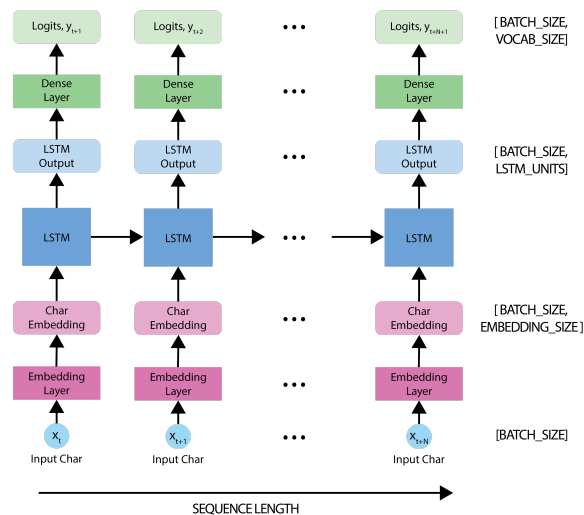 Logits, yt+1
Logits, yt+2
Logits, yt+N+1
[ BATCH_SIZE,
VOCAB_SIZE]
Dense
Layer
Dense
Layer
Dense
Layer
LSTM
Output
LSTM
Output
LSTM
Output
[ BATCH_SIZE,
LSTM_UNITS]
LSTM
LSTM
LSTM
Char
Embedding
Char
Embedding
Char
Embedding
[ BATCH_SIZE,
EMBEDDING_SIZE ]
Embedding
Layer
Embedding
Layer
Embedding
Layer
xt
xt+1
xt+N
[BATCH_SIZE]
Input Char
Input Char
Input Char
SEQUENCE LENGTH